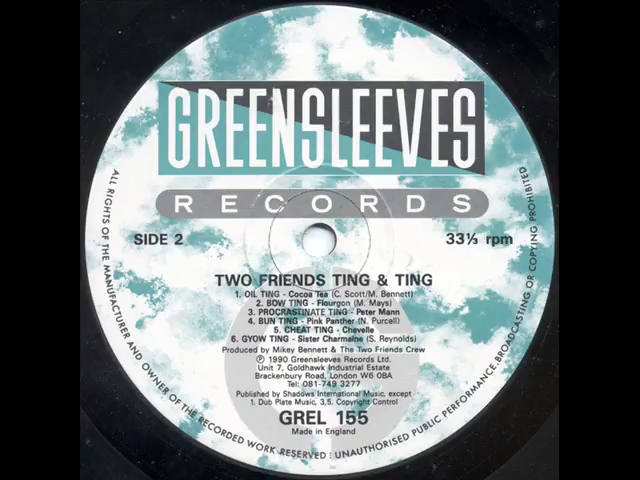 GREENSLEEVES
RECORDS
SIDE 2
33⅓ rpm
TWO FRIENDS TING & TING
1. OIL TING - Cocoa Tea (C. Scott/M. Bennett)
2. BOW TING - Flourgon (M. Mays)
3. PROCRASTINATE TING - Peter Mann
4. BUN TING - Pink Panther (N. Purcell)
5. CHEAT TING - Chevelle
6. GYOW TING - Sister Charmaine (S. Reynolds)
Produced by Mikey Bennett & The Two Friends Crew
℗ 1990 Greensleeves Records Ltd.
Unit 7, Goldhawk Industrial Estate
Brackenbury Road, London W6 0BA
Tel: 081-749 3277
Published by Shadows International Music, except
1. Dub Plate Music, 3,5. Copyright Control
GREL 155
Made in England
ALL RIGHTS OF THE MANUFACTURER AND OWNER OF THE RECORDED WORK RESERVED : UNAUTHORISED PUBLIC PERFORMANCE. BROADCASTING OR COPYING PROHIBITED